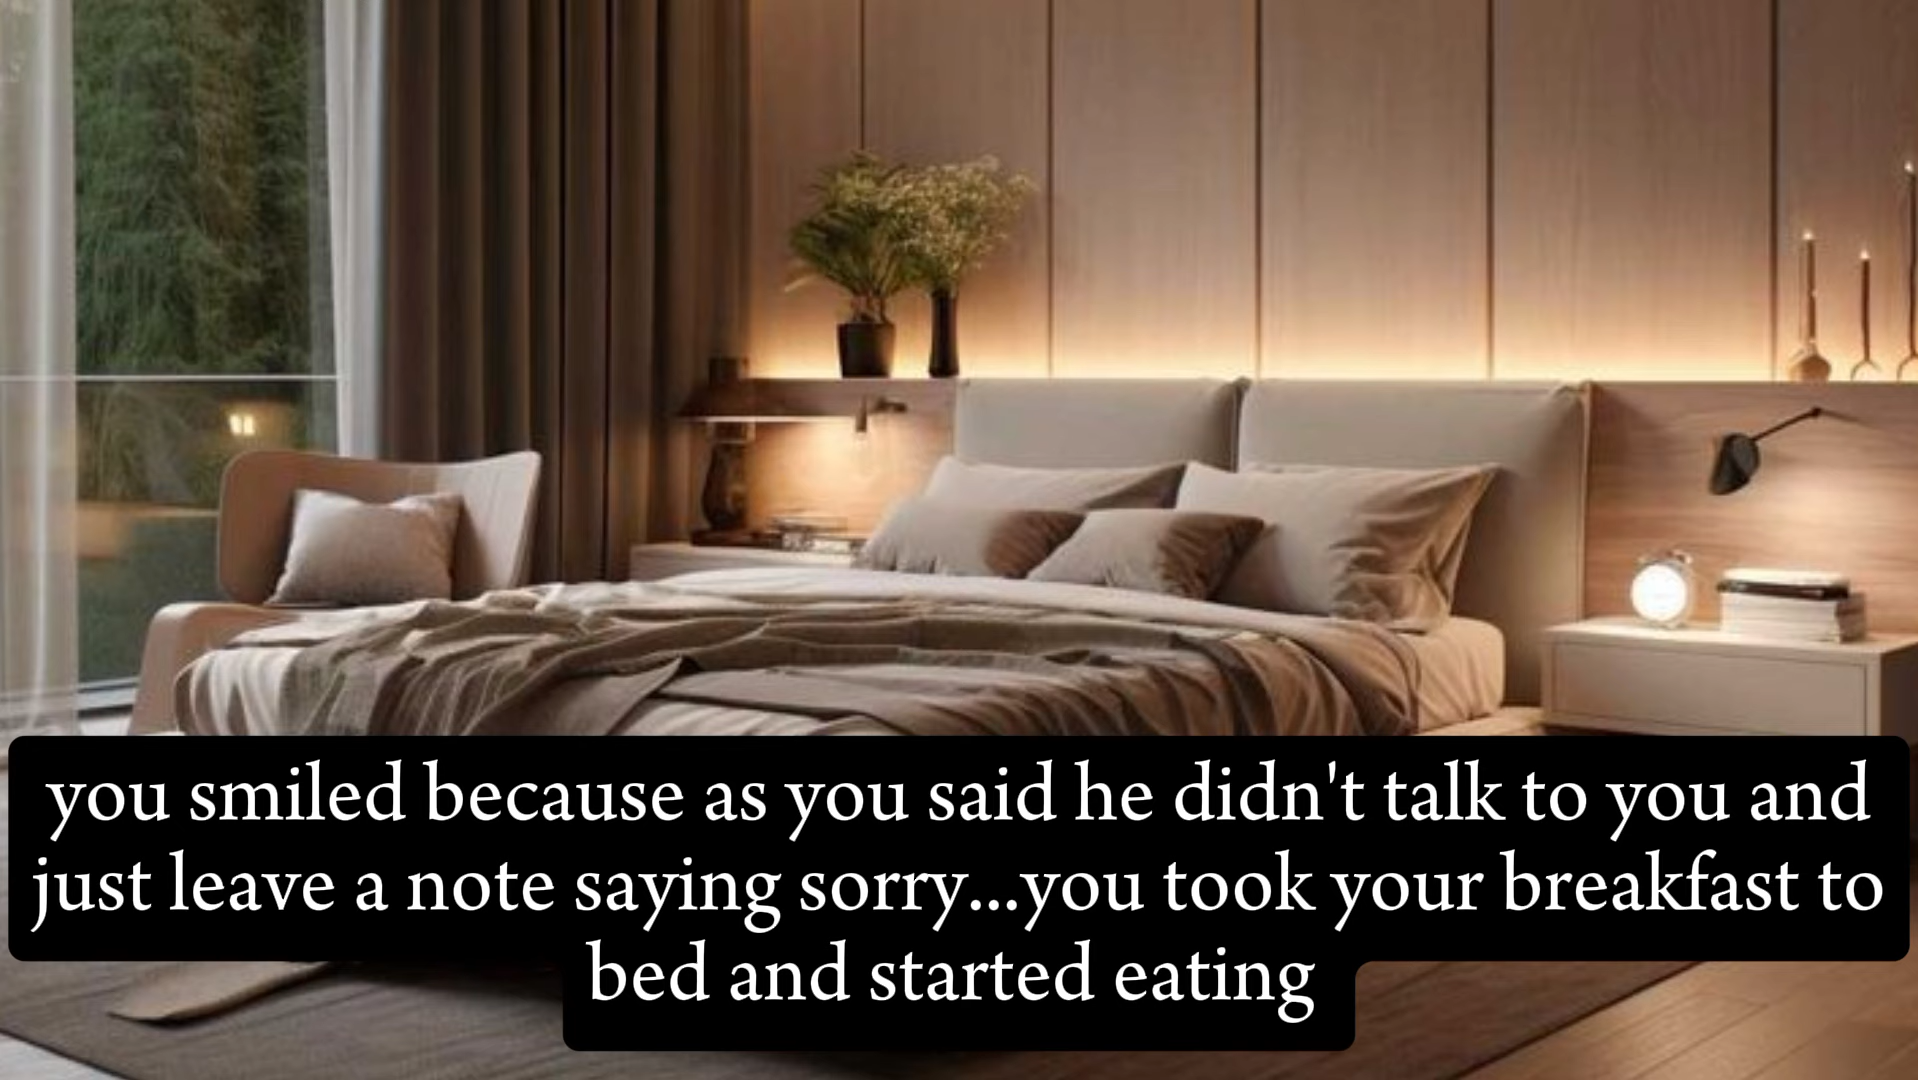 you smiled because as you said he didn't talk to you and
just leave a note saying sorry...you took your breakfast to
bed and started eating